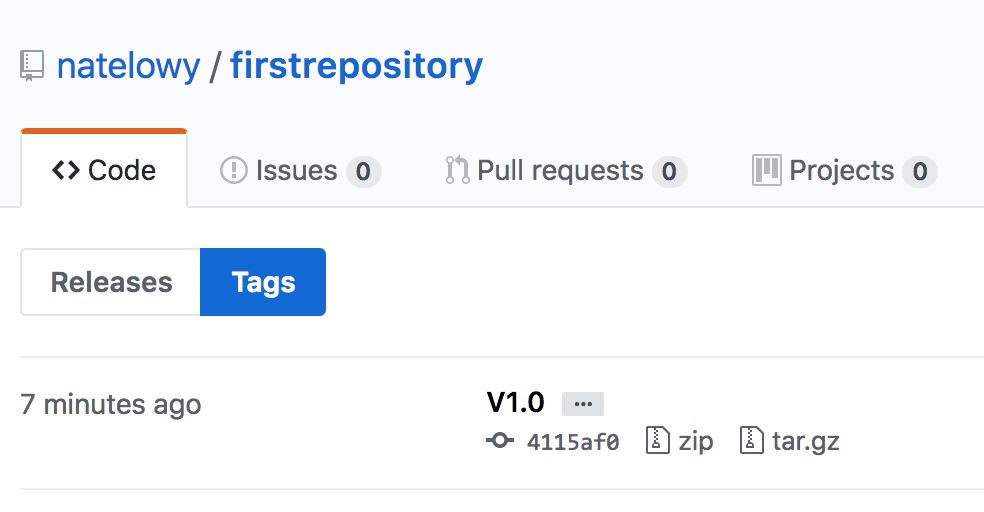 natelowy / firstrepository
Code Issues 0 Pull requests 0 Projects 0
Releases Tags
7 minutes ago V1.0 ...
4115af0 zip tar.gz